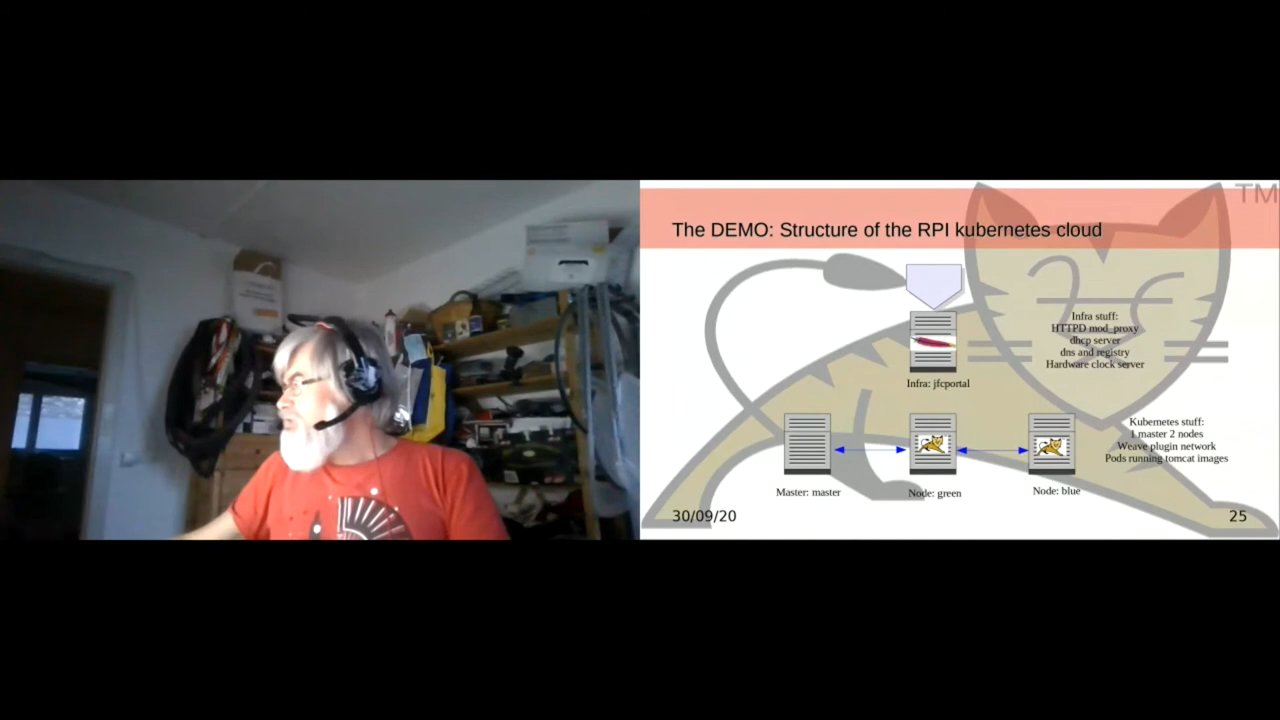 TM
The DEMO: Structure of the RPI kubernetes cloud
Infra stuff:
HTTPD mod_proxy
dhcp server
dns and registry
Hardware clock server
Infra: jfcportal
Kubernetes stuff:
1 master 2 nodes
Weave plugin network
Pods running tomcat images
Master: master
Node: green
Node: blue
30/09/20
25